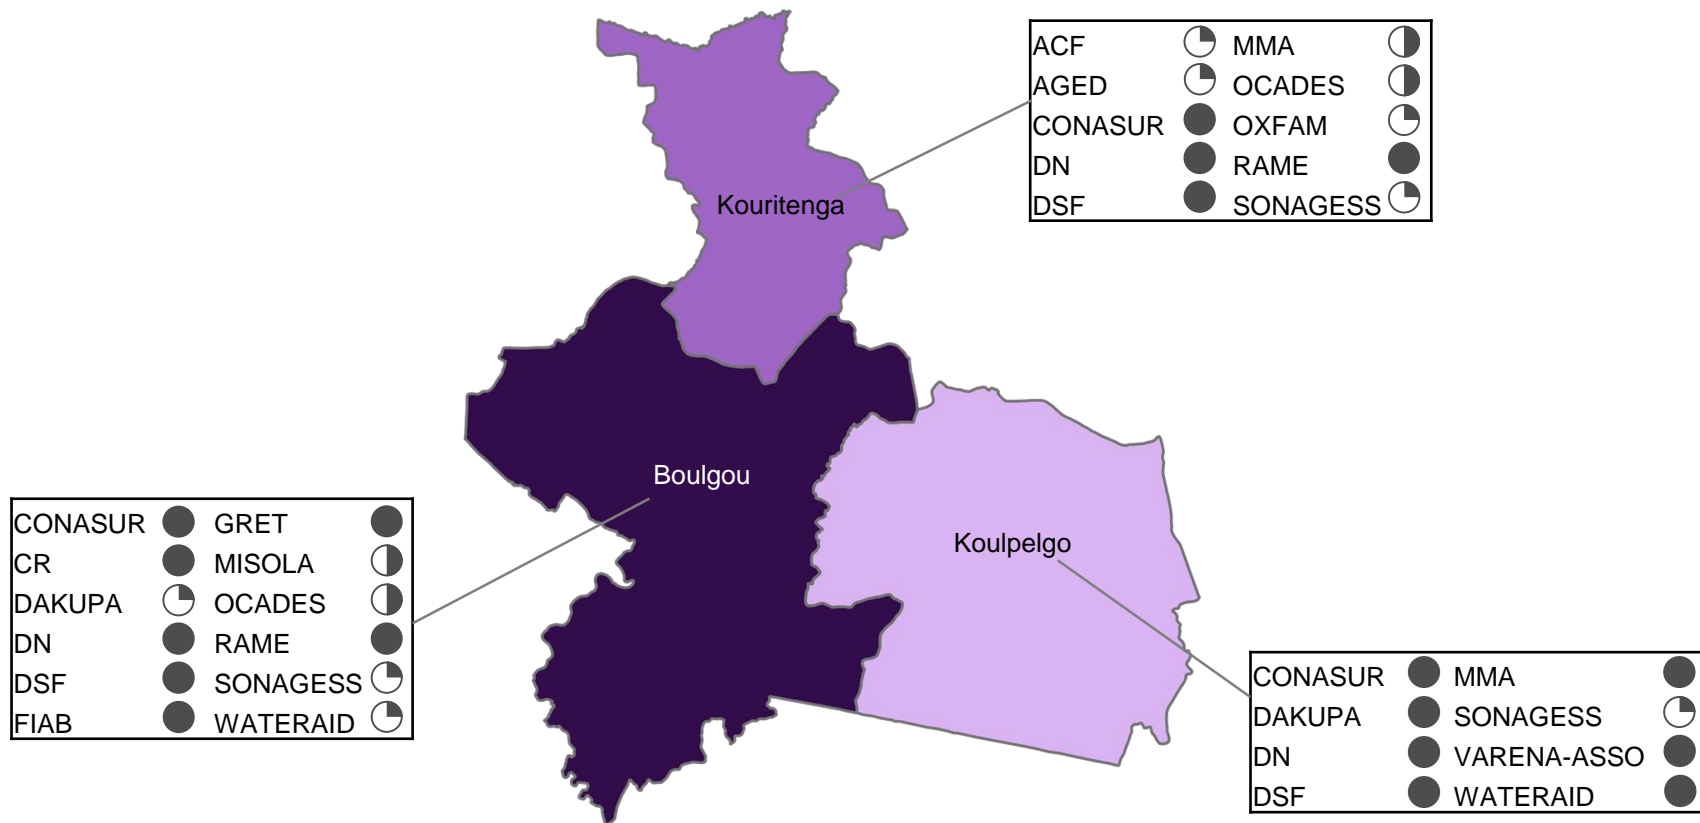 ACF MMA
AGED OCADES
CONASUR OXFAM
DN RAME
DSF SONAGESS
Kouritenga
Boulgou
Koulpelgo
CONASUR GRET
CR MISOLA
DAKUPA OCADES
DN RAME
DSF SONAGESS
FIAB WATERAID
CONASUR MMA
DAKUPA SONAGESS
DN VARENA-ASSO
DSF WATERAID